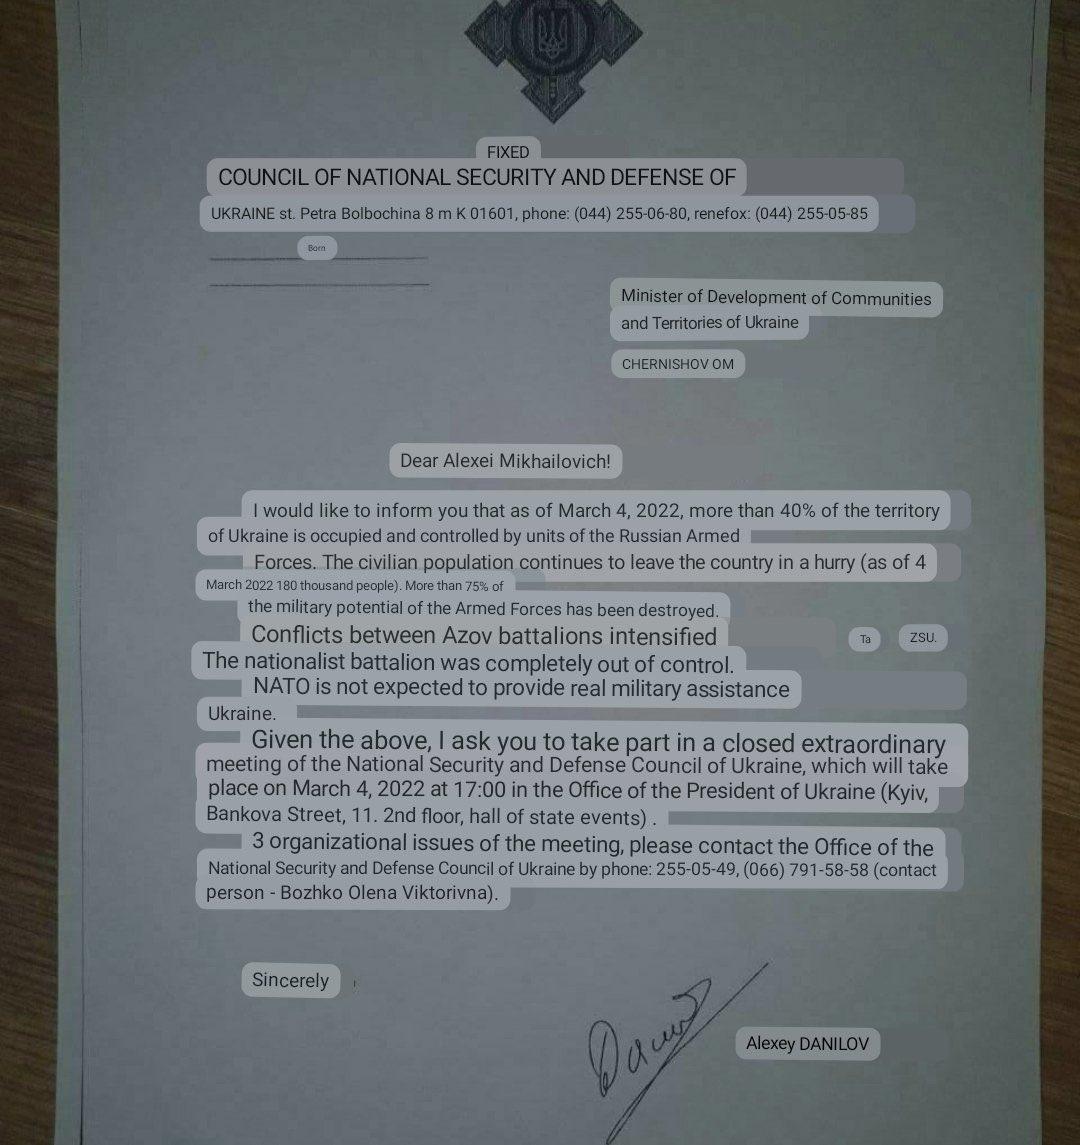 FIXED
COUNCIL OF NATIONAL SECURITY AND DEFENSE OF
UKRAINE st. Petra Bolbochina 8 m K 01601, phone: (044) 255-06-80, renefox: (044) 255-05-85
Born
Minister of Development of Communities
and Territories of Ukraine
CHERNISHOV OM
Dear Alexei Mikhailovich!
I would like to inform you that as of March 4, 2022, more than 40% of the territory
of Ukraine is occupied and controlled by units of the Russian Armed
Forces. The civilian population continues to leave the country in a hurry (as of 4
March 2022 180 thousand people). More than 75% of
the military potential of the Armed Forces has been destroyed.
Conflicts between Azov battalions intensified Ta ZSU.
The nationalist battalion was completely out of control.
NATO is not expected to provide real military assistance
Ukraine.
Given the above, I ask you to take part in a closed extraordinary
meeting of the National Security and Defense Council of Ukraine, which will take
place on March 4, 2022 at 17:00 in the Office of the President of Ukraine (Kyiv,
Bankova Street, 11. 2nd floor, hall of state events) .
3 organizational issues of the meeting, please contact the Office of the
National Security and Defense Council of Ukraine by phone: 255-05-49, (066) 791-58-58 (contact
person - Bozhko Olena Viktorivna).
Sincerely
Alexey DANILOV